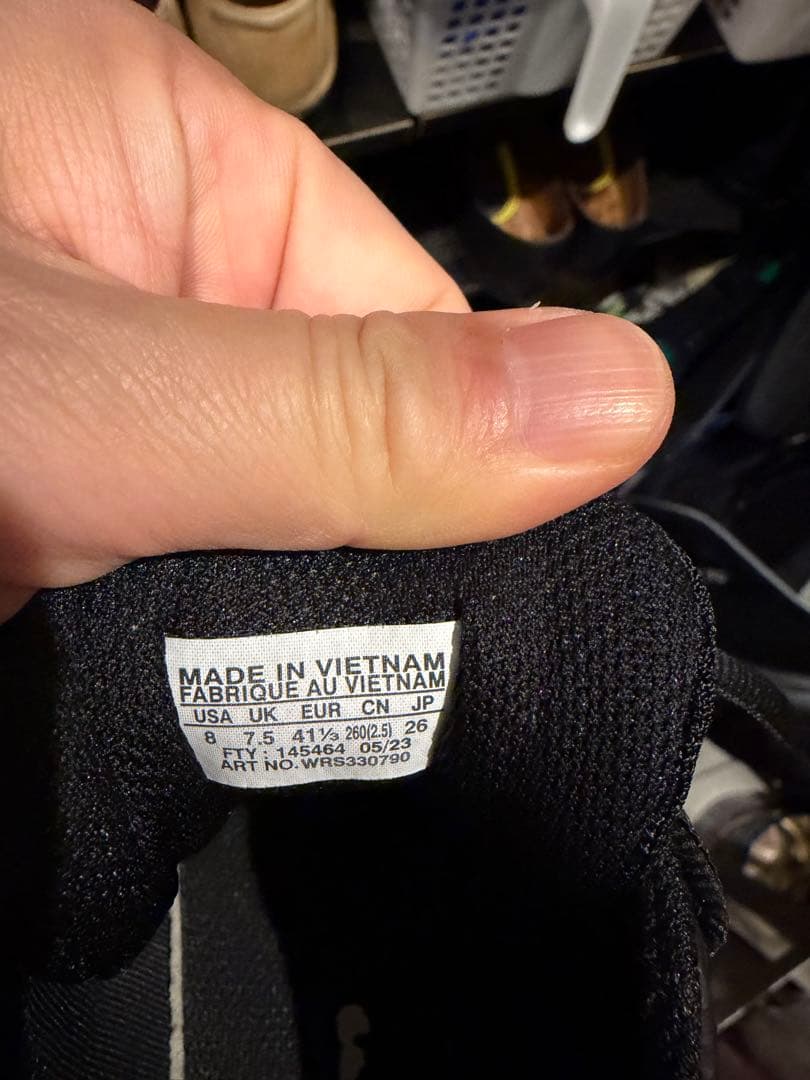 MADE IN VIETNAM
FABRIQUE AU VIETNAM
USA UK EUR CN JP
8 7.5 41⅓ 260(2.5) 26
FTY : 145464 05/23
ART NO. WRS330790